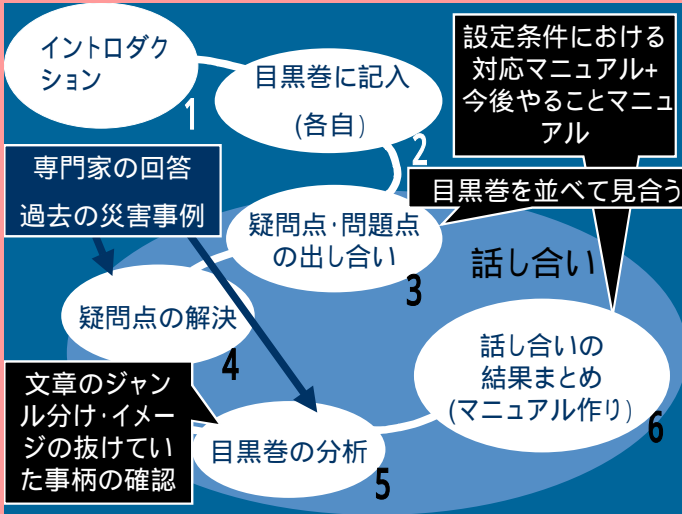 イントロダク
ション
1
目黒巻に記入
(各自)
2
設定条件における
対応マニュアル+
今後やることマニュ
アル
専門家の回答
過去の災害事例
目黒巻を並べて見合う
疑問点・問題点
の出し合い
3
話し合い
疑問点の解決
4
話し合いの
結果まとめ
(マニュアル作り)
6
文章のジャン
ル分け・イメー
ジの抜けてい
た事柄の確認
目黒巻の分析
5